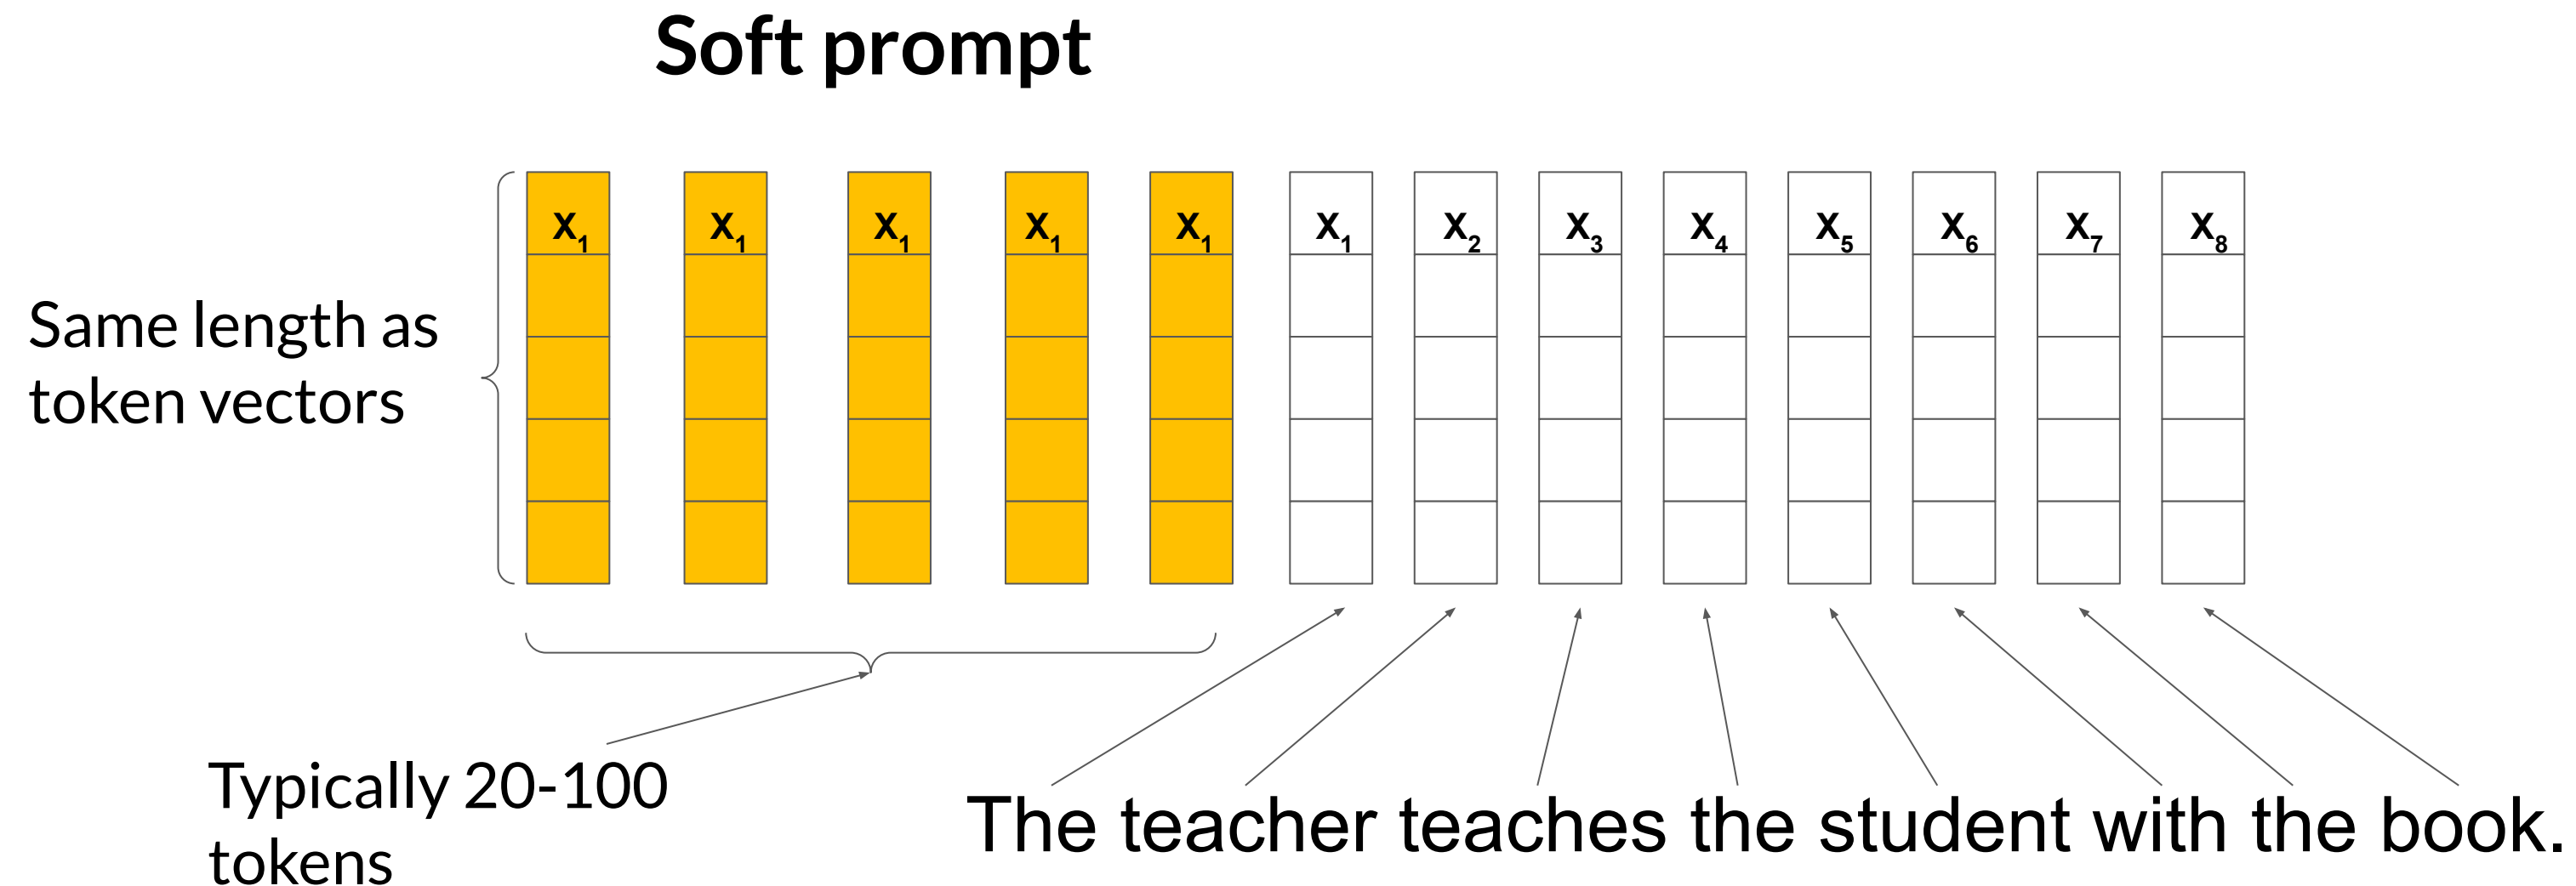 Soft prompt
X₁ X₁ X₁ X₁ X₁ X₁ X₂ X₃ X₄ X₅ X₆ X₇ X₈
Same length as
token vectors
Typically 20-100
tokens
The teacher teaches the student with the book.